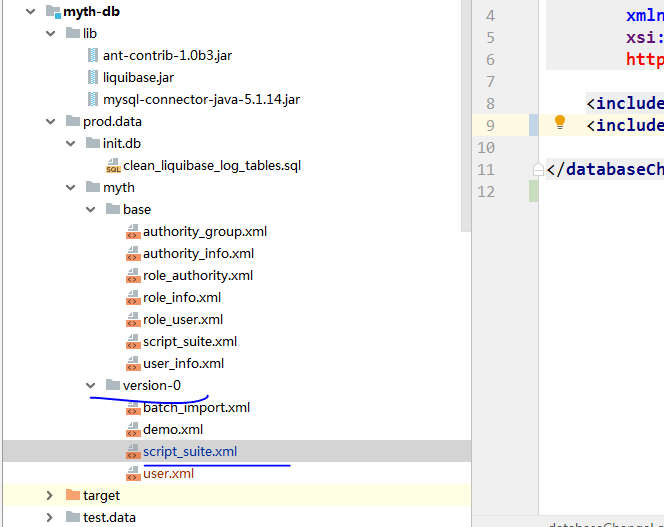 myth-db
lib
ant-contrib-1.0b3.jar
liquibase.jar
mysql-connector-java-5.1.14.jar
prod.data
init.db
SQL clean_liquibase_log_tables.sql
myth
base
authority_group.xml
authority_info.xml
role_authority.xml
role_info.xml
role_user.xml
script_suite.xml
user_info.xml
version-0
batch_import.xml
demo.xml
script_suite.xml
user.xml
target
test.data
4 xmln
5 xsi:
6 http
7
8 <include
9 <include
10
11 </databaseCh
12